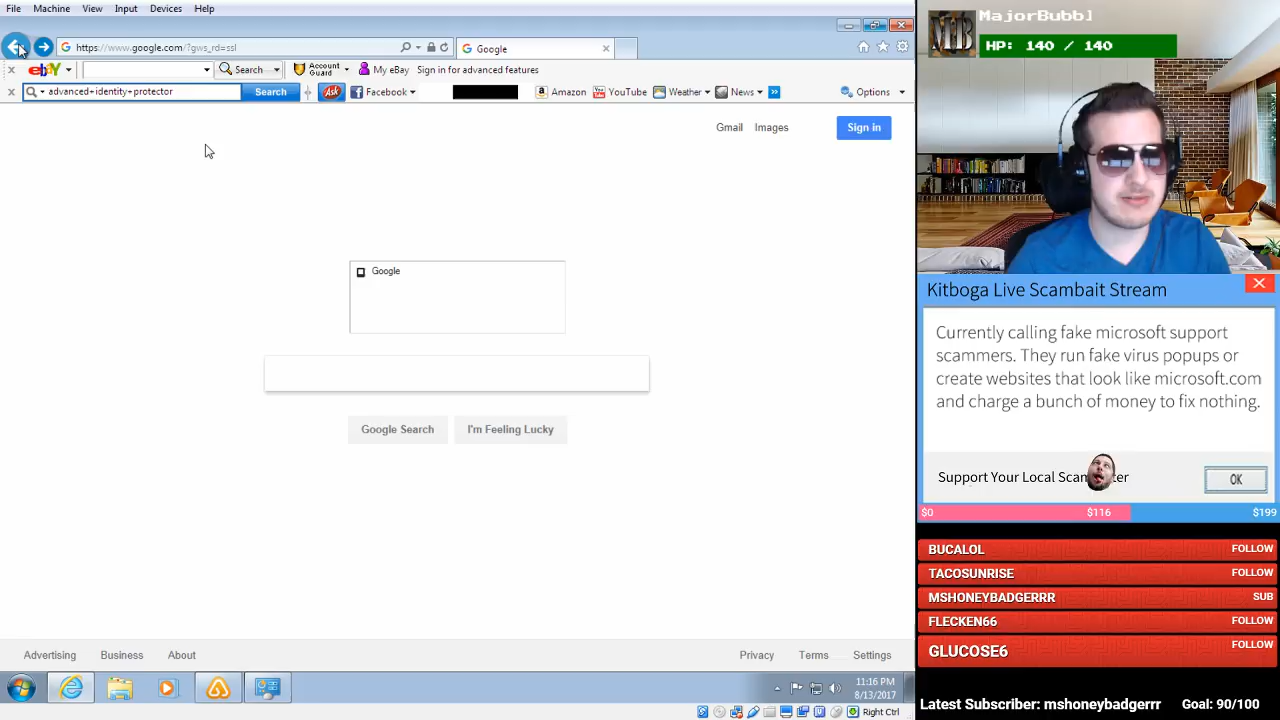 File Machine View Input Devices Help
https://www.google.com/?gws_rd=ssl
Google
ebY Search Account Guard My eBay Sign in for advanced features
advanced+identity+protector Search Ask Facebook Amazon YouTube Weather News Options
Gmail Images Sign in
Google
Google Search I'm Feeling Lucky
Advertising Business About Privacy Terms Settings
11:16 PM
8/13/2017
Right Ctrl
MajorBubbl
HP: 140 / 140
Kitboga Live Scambait Stream
Currently calling fake microsoft support
scammers. They run fake virus popups or
create websites that look like microsoft.com
and charge a bunch of money to fix nothing.
Support Your Local Scam ter OK
$0 $116 $199
BUCALOL FOLLOW
TACOSUNRISE FOLLOW
MSHONEYBADGERRR SUB
FLECKEN66 FOLLOW
GLUCOSE6 FOLLOW
Latest Subscriber: mshoneybadgerrr Goal: 90/100